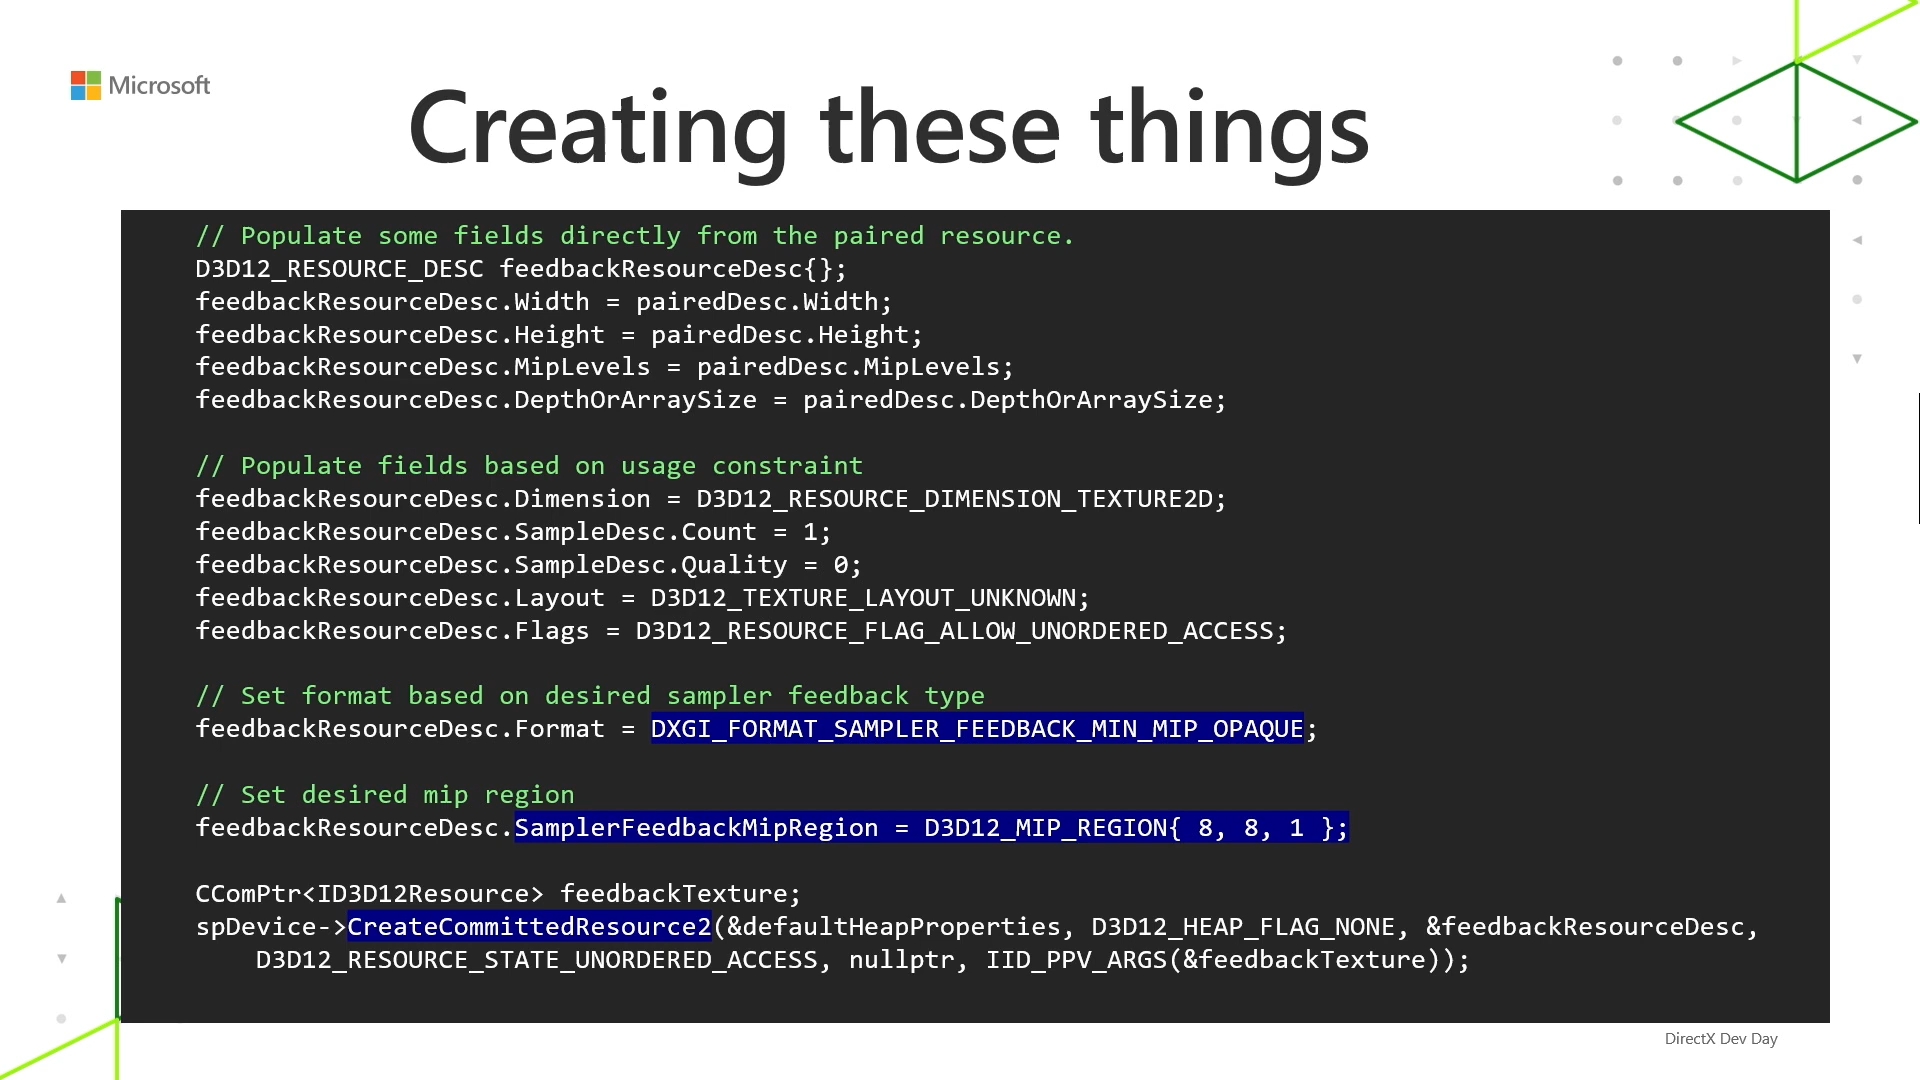 Microsoft
Creating these things
// Populate some fields directly from the paired resource.
D3D12_RESOURCE_DESC feedbackResourceDesc{};
feedbackResourceDesc.Width = pairedDesc.Width;
feedbackResourceDesc.Height = pairedDesc.Height;
feedbackResourceDesc.MipLevels = pairedDesc.MipLevels;
feedbackResourceDesc.DepthOrArraySize = pairedDesc.DepthOrArraySize;
// Populate fields based on usage constraint
feedbackResourceDesc.Dimension = D3D12_RESOURCE_DIMENSION_TEXTURE2D;
feedbackResourceDesc.SampleDesc.Count = 1;
feedbackResourceDesc.SampleDesc.Quality = 0;
feedbackResourceDesc.Layout = D3D12_TEXTURE_LAYOUT_UNKNOWN;
feedbackResourceDesc.Flags = D3D12_RESOURCE_FLAG_ALLOW_UNORDERED_ACCESS;
// Set format based on desired sampler feedback type
feedbackResourceDesc.Format = DXGI_FORMAT_SAMPLER_FEEDBACK_MIN_MIP_OPAQUE;
// Set desired mip region
feedbackResourceDesc.SamplerFeedbackMipRegion = D3D12_MIP_REGION{ 8, 8, 1 };
CComPtr<ID3D12Resource> feedbackTexture;
spDevice->CreateCommittedResource2(&defaultHeapProperties, D3D12_HEAP_FLAG_NONE, &feedbackResourceDesc,
D3D12_RESOURCE_STATE_UNORDERED_ACCESS, nullptr, IID_PPV_ARGS(&feedbackTexture));
DirectX Dev Day